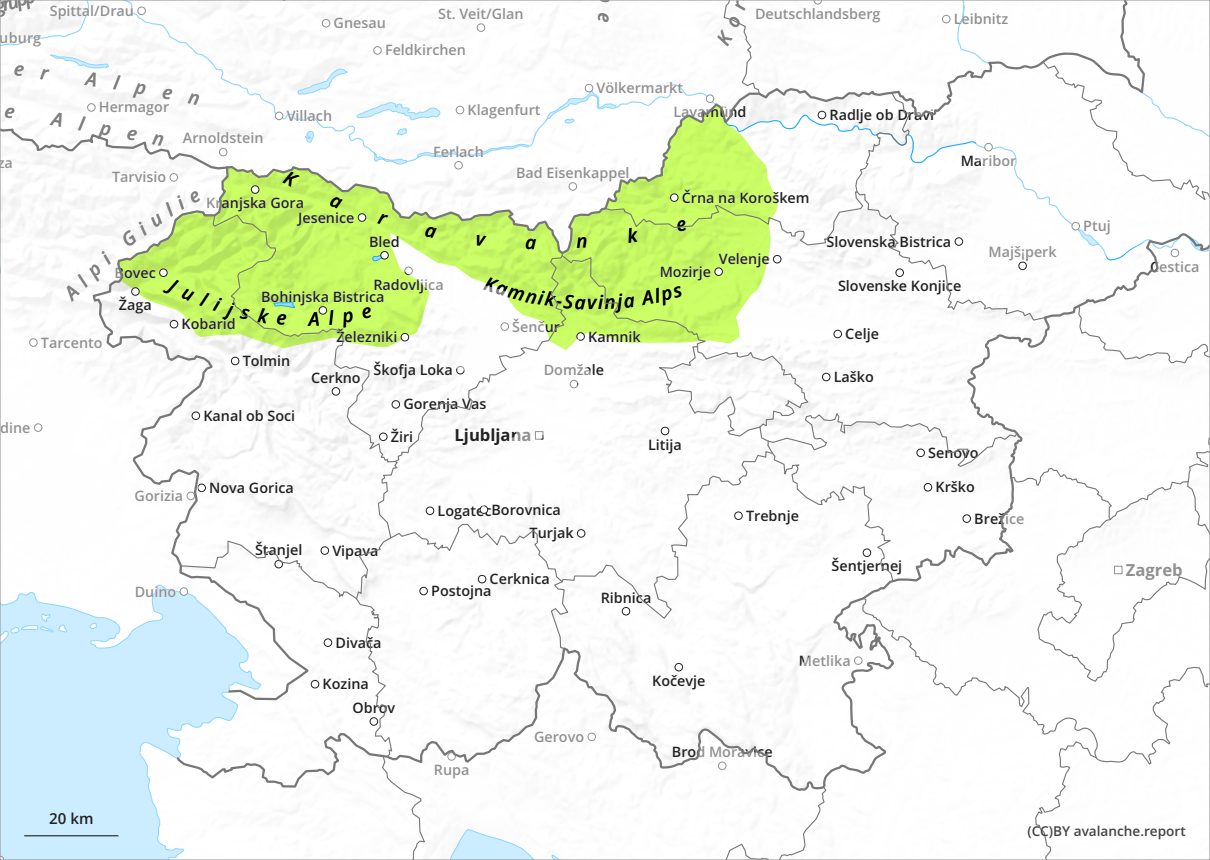 Spittal/Drau
St. Veit/Glan
Deutschlandsberg
Leibnitz
Gnesau
Feldkirchen
Völkermarkt
Hermagor
Villach
Klagenfurt
Lavamünd
Radlje ob Dravi
Arnoldstein
Ferlach
Maribor
Tarvisio
Bad Eisenkappel
Kranjska Gora
Črna na Koroškem
Jesenice
Karavanke
Ptuj
Alpi Giulie
Bled
Slovenska Bistrica
Majšperk
Velenje
Mozirje
Bovec
Radovljica
Slovenske Konjice
Žaga
Bohinjska Bistrica
Kamnik-Savinja Alps
Julijske Alpe
Kobarid
Šenčur
Železniki
Kamnik
Celje
Tarcento
Tolmin
Škofja Loka
Domžale
Cerkno
Laško
Gorenja Vas
Kanal ob Soci
Žiri
Ljubljana
Litija
Senovo
Gorizia
Nova Gorica
Krško
Logatec
Borovnica
Trebnje
Brežice
Turjak
Štanjel
Vipava
Šentjernej
Zagreb
Duino
Postojna
Cerknica
Ribnica
Divača
Metlika
Kozina
Kočevje
Obrov
Gerovo
Brod Moravice
Rupa
20 km
(CC)BY avalanche.report